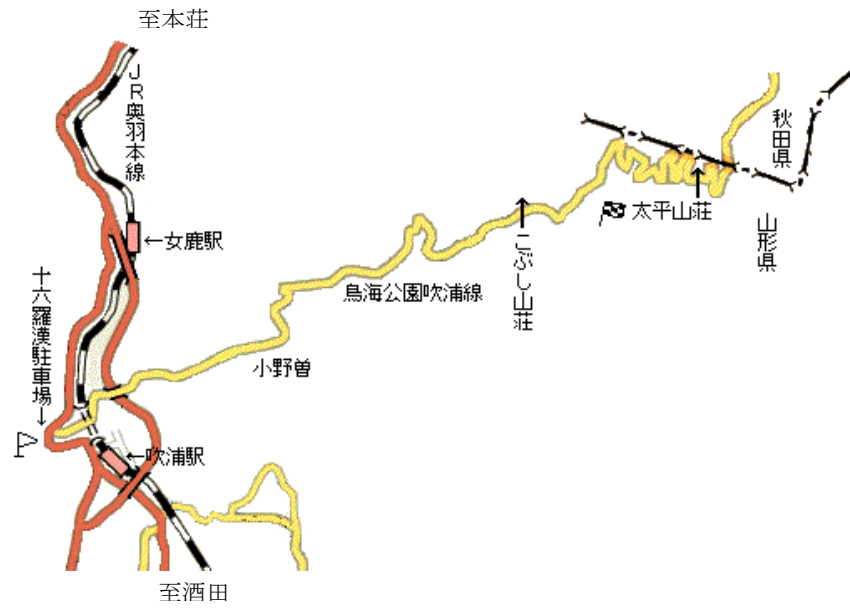 至本荘
JR奥羽本線
秋田県
太平山荘
山形県
←女鹿駅
こぶし山荘
十六羅漢駐車場→
鳥海公園吹浦線
小野曽
←吹浦駅
至酒田